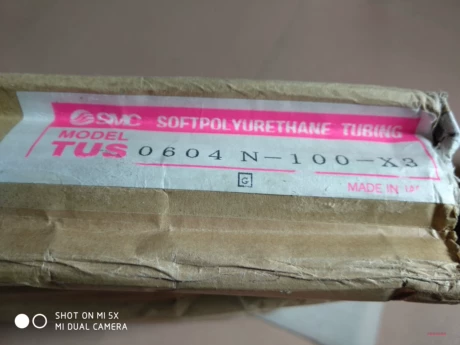 SMC SOFTPOLYURETHANE TUBING
MODEL
TUS 0604 N-100-X3
G
MADE IN
SHOT ON MI 5X
MI DUAL CAMERA